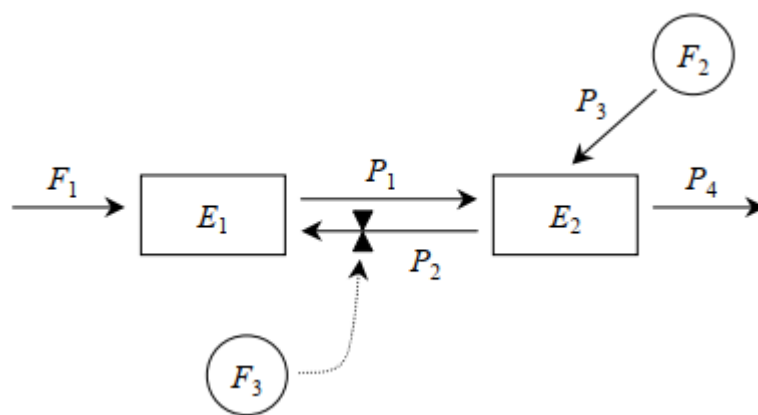 F₂
P₃
F₁
E₁
P₁
E₂
P₄
P₂
F₃